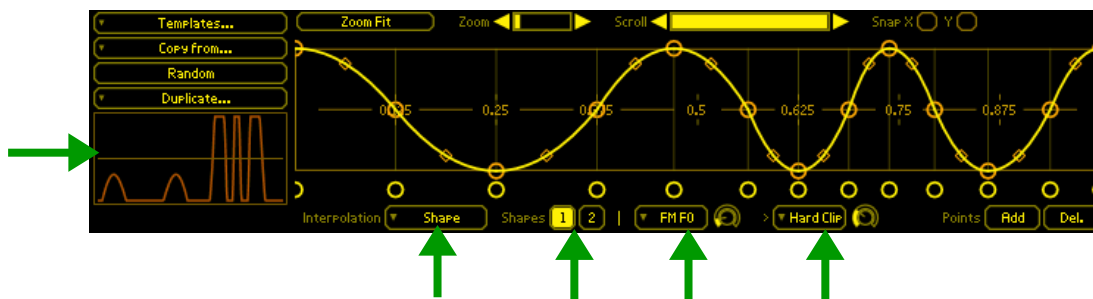 Templates... Zoom Fit Zoom Scroll Snap X Y
Copy from...
Random
Duplicate...
0.25 0.5 0.625 0.75 0.875
Interpolation Shape Shapes 1 2 | FM F0 > Hard Clip Points Add Del.